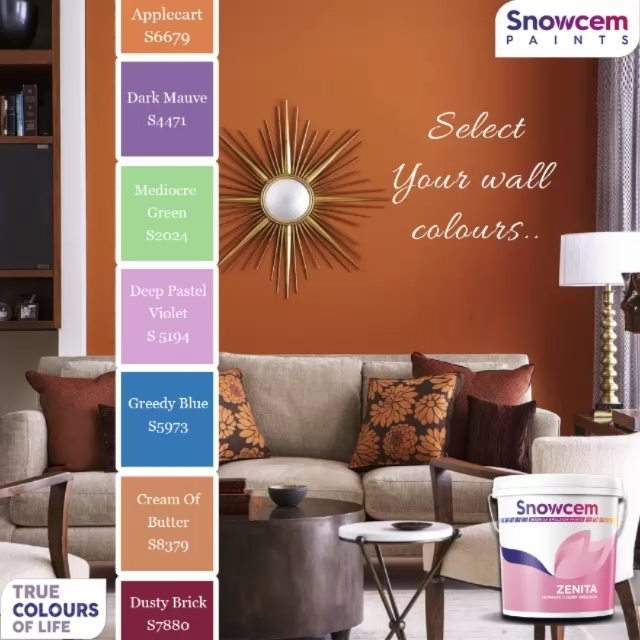 Applecart
S6679
Dark Mauve
S4471
Mediocre
Green
S2024
Deep Pastel
Violet
S 5194
Greedy Blue
S5973
Cream Of
Butter
S8379
Dusty Brick
S7880
Snowcem
PAINTS
Select
Your wall
colours..
Snowcem
ZENITA
TRUE
COLOURS
OF LIFE